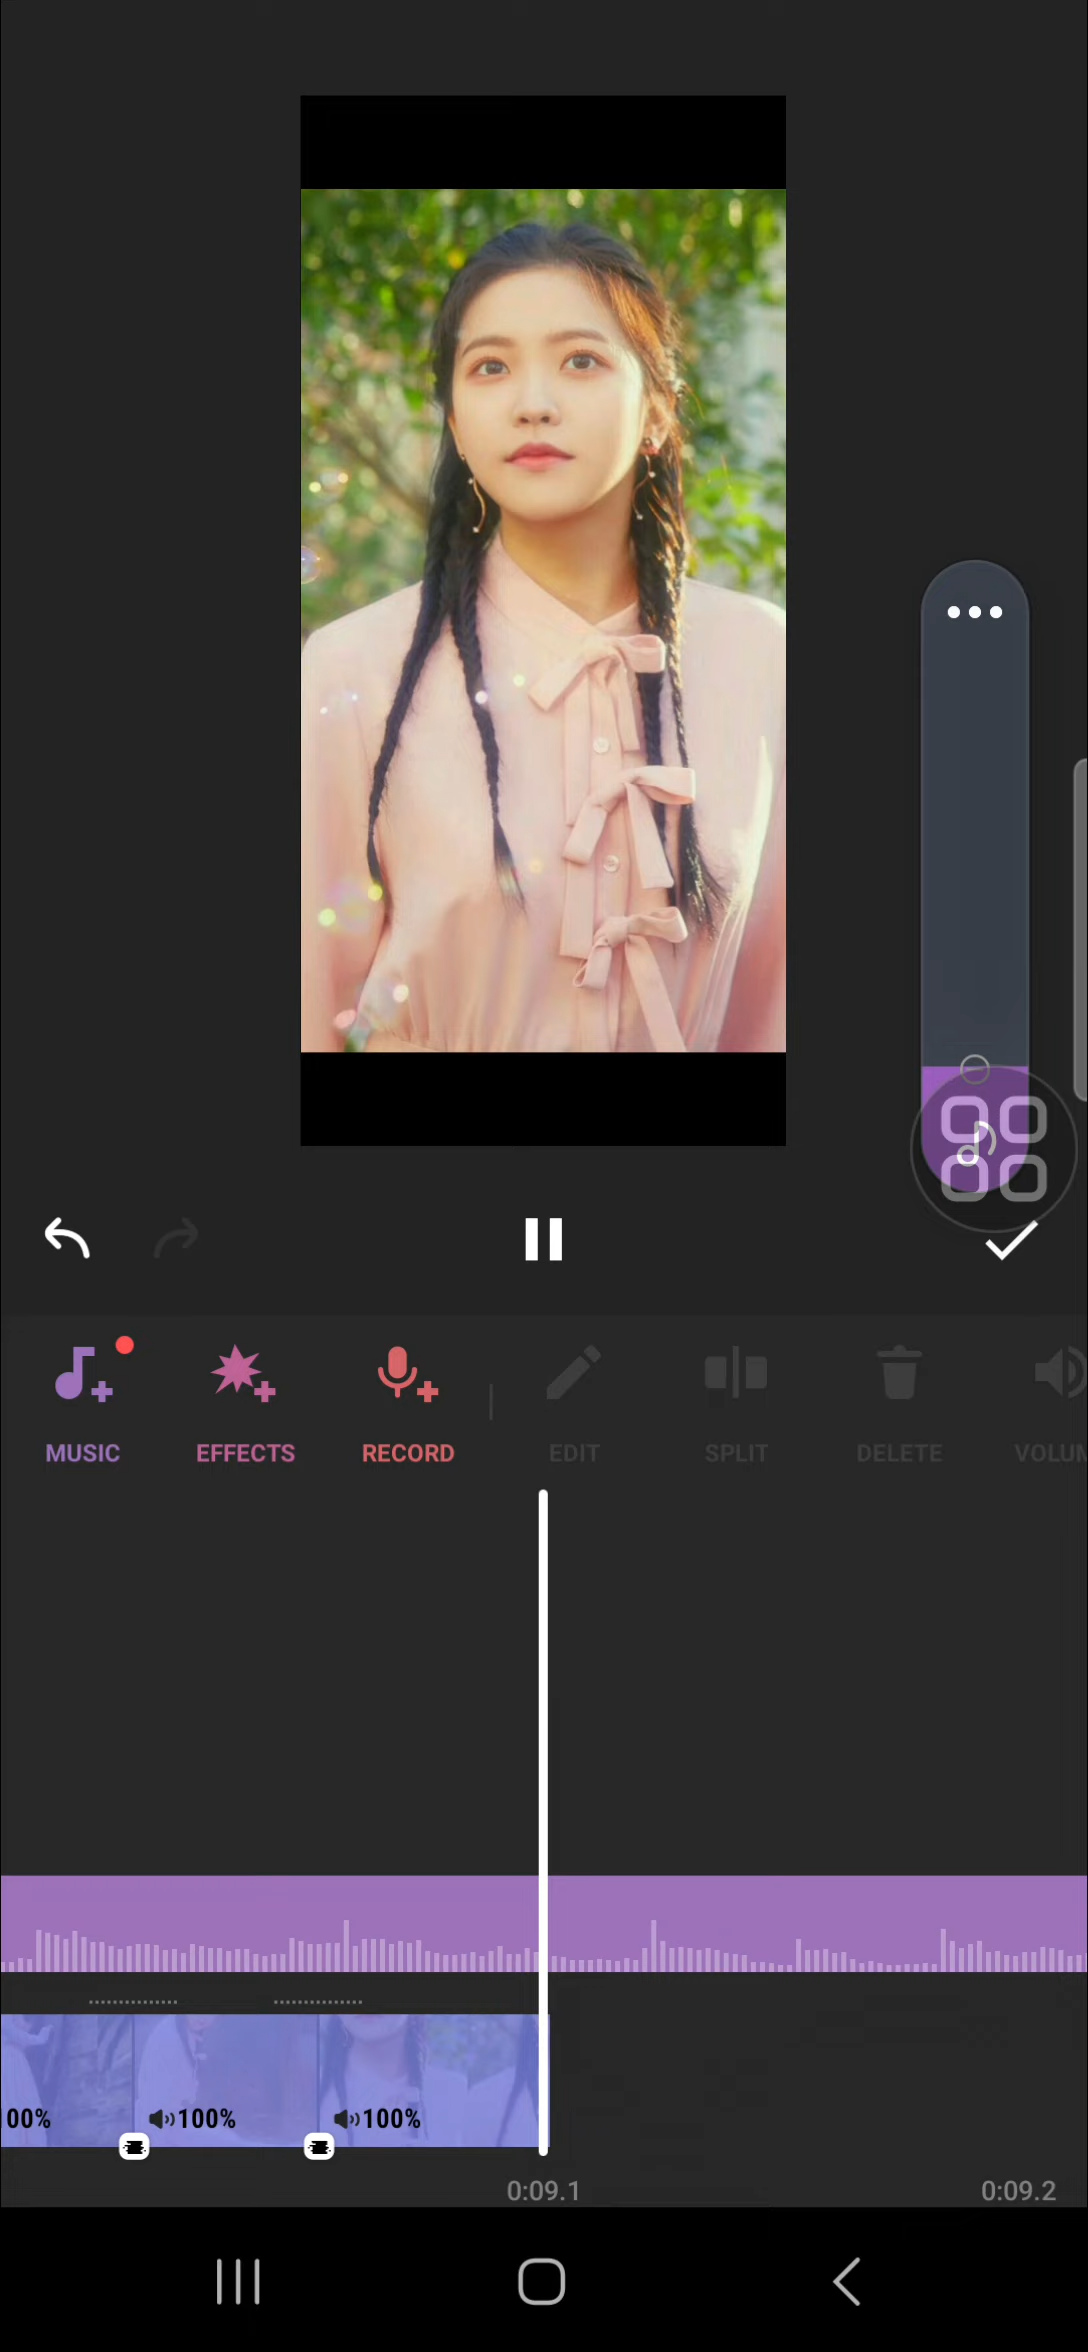 MUSIC
EFFECTS
RECORD
EDIT
SPLIT
DELETE
VOLUM
00%
100%
100%
0:09.1
0:09.2